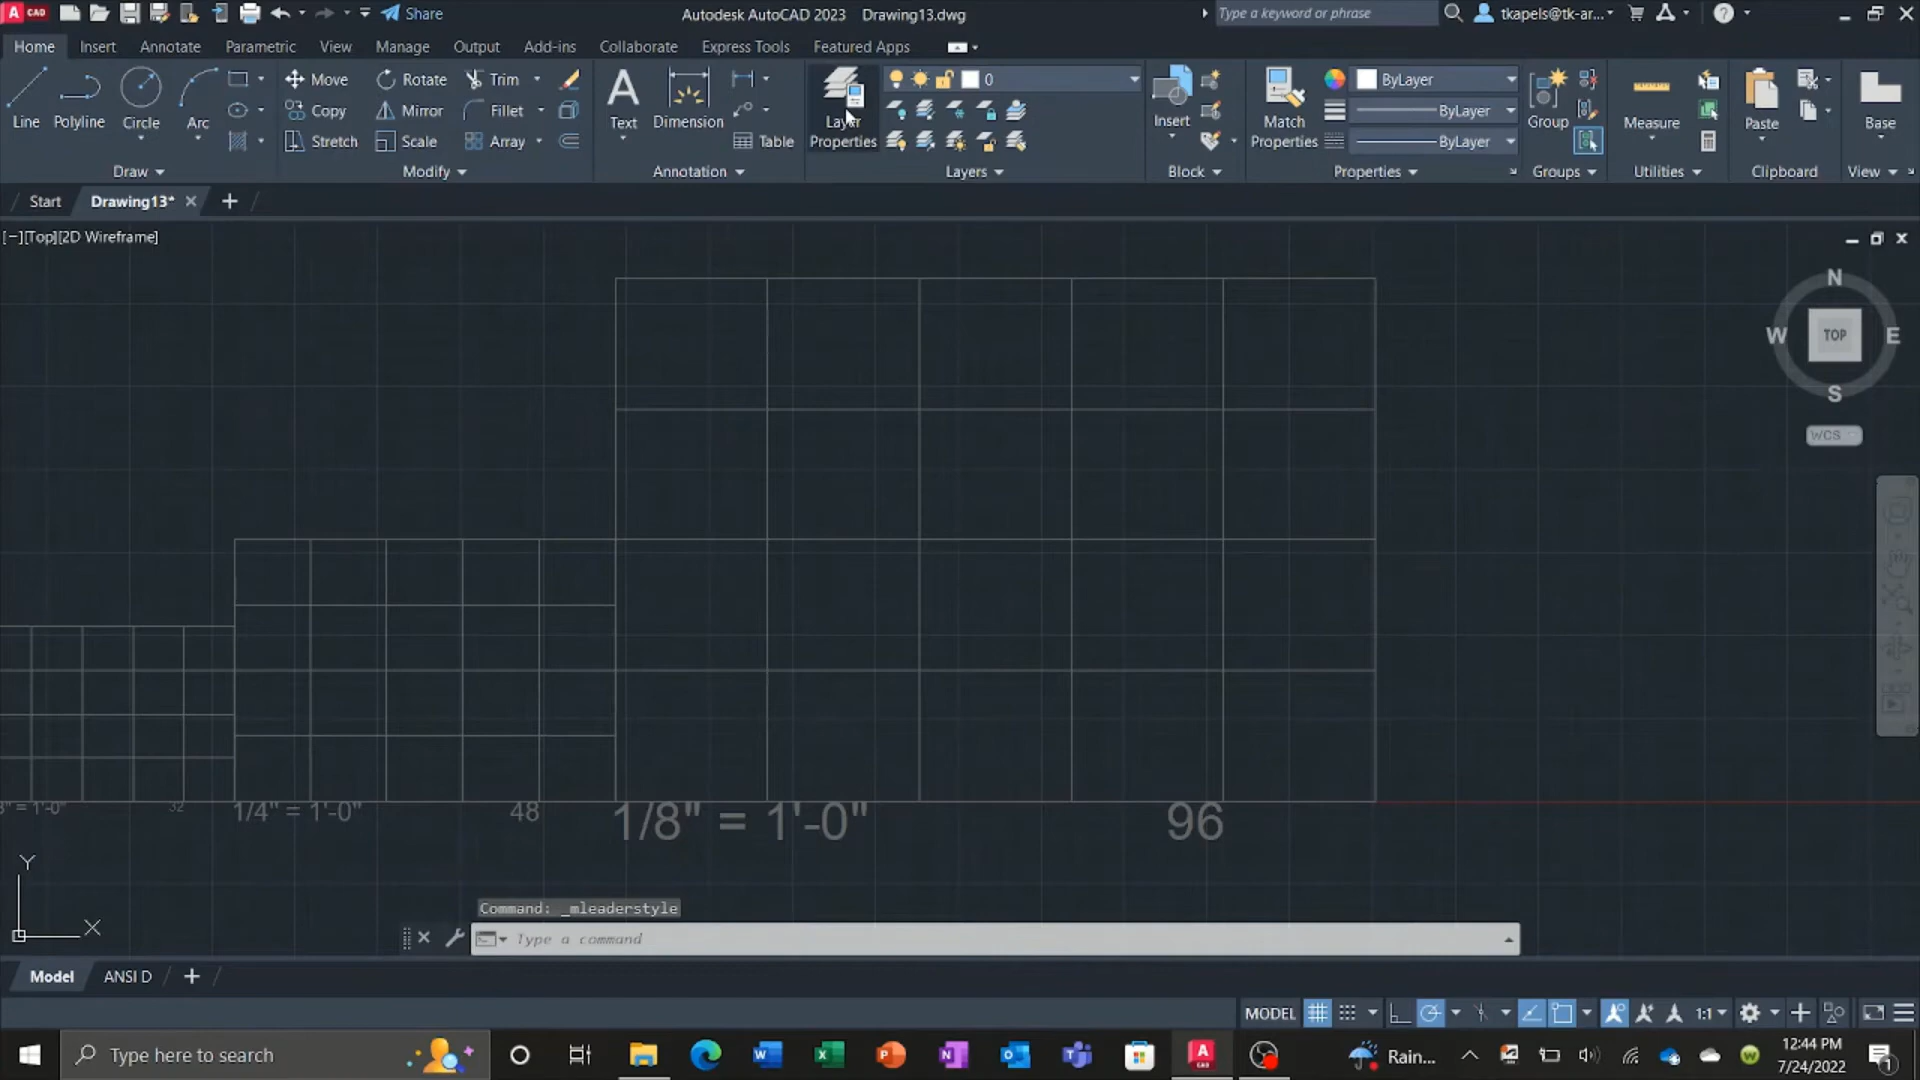 CAD Share Autodesk AutoCAD 2023 Drawing13.dwg Type a keyword or phrase tkapels@tk-ar...
Home Insert Annotate Parametric View Manage Output Add-ins Collaborate Express Tools Featured Apps
Line Polyline Circle Arc
Move Rotate Trim
Copy Mirror Fillet
Stretch Scale Array
Text Dimension Table
Layer Properties
0
Insert
Match Properties
ByLayer
ByLayer
ByLayer
Group Measure Paste Base
Draw Modify Annotation Layers Block Properties Groups Utilities Clipboard View
Start Drawing13* +
[−][Top][2D Wireframe]
N
W TOP E
S
WCS
" = 1'-0" 32 1/4" = 1'-0" 48 1/8" = 1'-0" 96
Y
X
Command: _mleaderstyle
Type a command
Model ANSI D +
MODEL 1:1
Type here to search Rain... 12:44 PM
7/24/2022
1